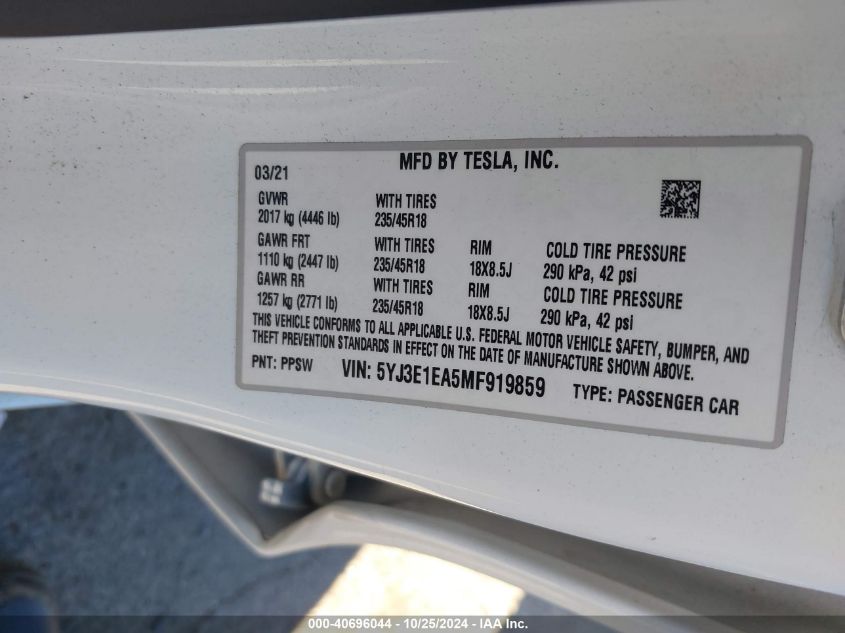 MFD BY TESLA, INC.
03/21
GVWR WITH TIRES
2017 kg (4446 lb) 235/45R18
GAWR FRT WITH TIRES RIM COLD TIRE PRESSURE
1110 kg (2447 lb) 235/45R18 18X8.5J 290 kPa, 42 psi
GAWR RR WITH TIRES RIM COLD TIRE PRESSURE
1257 kg (2771 lb) 235/45R18 18X8.5J 290 kPa, 42 psi
THIS VEHICLE CONFORMS TO ALL APPLICABLE U.S. FEDERAL MOTOR VEHICLE SAFETY, BUMPER, AND
THEFT PREVENTION STANDARDS IN EFFECT ON THE DATE OF MANUFACTURE SHOWN ABOVE.
PNT: PPSW VIN: 5YJ3E1EA5MF919859 TYPE: PASSENGER CAR
000-40696044 - 10/25/2024 - IAA Inc.